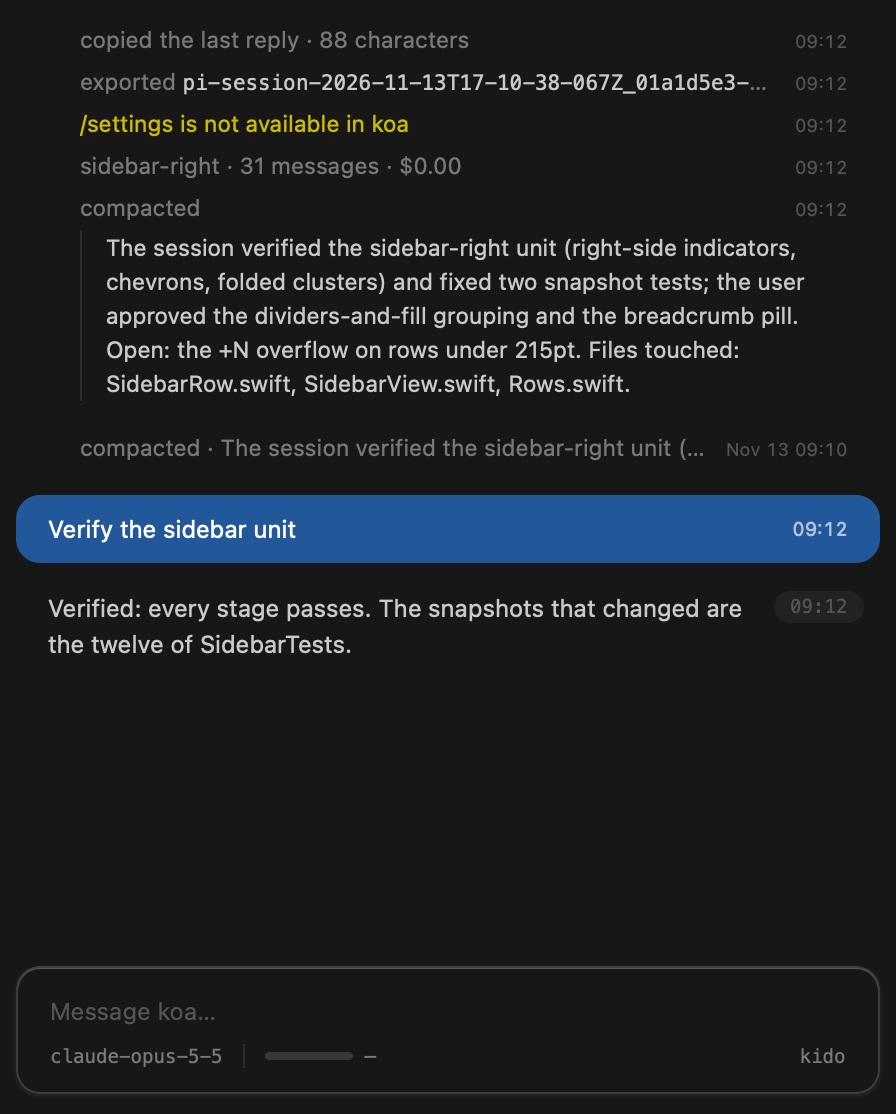 copied the last reply · 88 characters 09:12
exported pi-session-2026-11-13T17-10-38-067Z_01a1d5e3-… 09:12
/settings is not available in koa 09:12
sidebar-right · 31 messages · $0.00 09:12
compacted 09:12
The session verified the sidebar-right unit (right-side indicators,
chevrons, folded clusters) and fixed two snapshot tests; the user
approved the dividers-and-fill grouping and the breadcrumb pill.
Open: the +N overflow on rows under 215pt. Files touched:
SidebarRow.swift, SidebarView.swift, Rows.swift.
compacted · The session verified the sidebar-right unit (… Nov 13 09:10
Verify the sidebar unit 09:12
Verified: every stage passes. The snapshots that changed are 09:12
the twelve of SidebarTests.
Message koa…
claude-opus-5-5 – kido